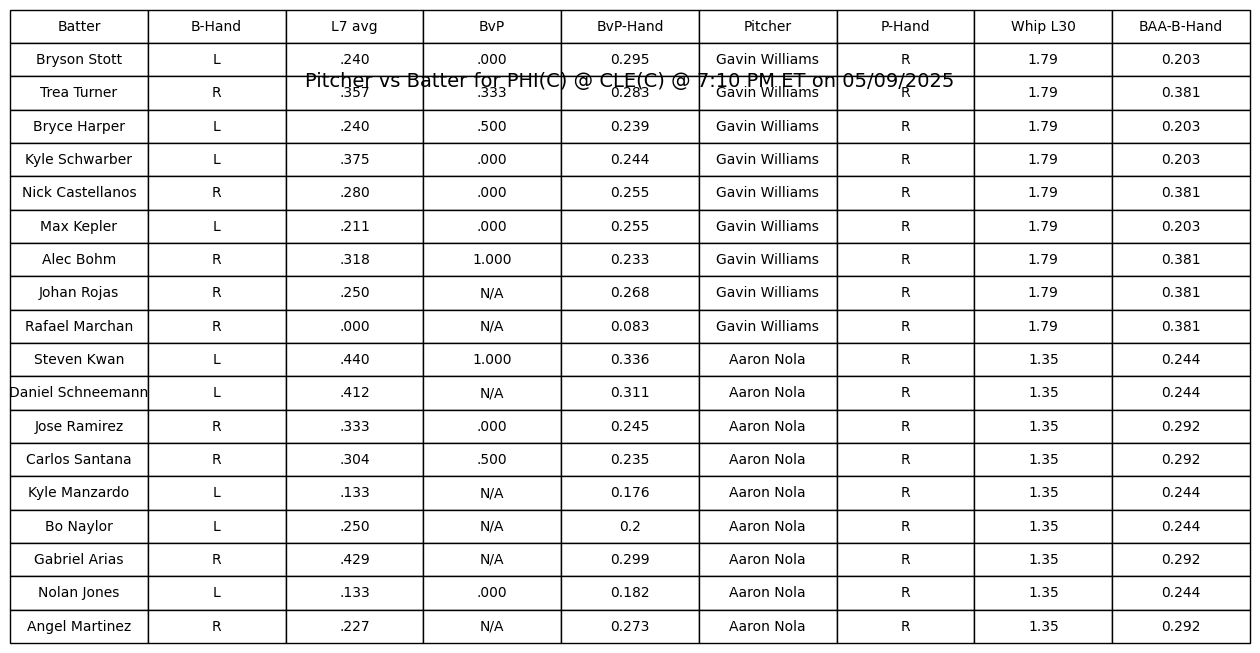 Batter B-Hand L7 avg BvP BvP-Hand Pitcher P-Hand Whip L30 BAA-B-Hand
Bryson Stott L .240 .000 0.295 Gavin Williams R 1.79 0.203
Pitcher vs Batter for PHI(C) @ CLE(C) @ 7:10 PM ET on 05/09/2025
Trea Turner R .357 .333 0.283 Gavin Williams R 1.79 0.381
Bryce Harper L .240 .500 0.239 Gavin Williams R 1.79 0.203
Kyle Schwarber L .375 .000 0.244 Gavin Williams R 1.79 0.203
Nick Castellanos R .280 .000 0.255 Gavin Williams R 1.79 0.381
Max Kepler L .211 .000 0.255 Gavin Williams R 1.79 0.203
Alec Bohm R .318 1.000 0.233 Gavin Williams R 1.79 0.381
Johan Rojas R .250 N/A 0.268 Gavin Williams R 1.79 0.381
Rafael Marchan R .000 N/A 0.083 Gavin Williams R 1.79 0.381
Steven Kwan L .440 1.000 0.336 Aaron Nola R 1.35 0.244
Daniel Schneemann L .412 N/A 0.311 Aaron Nola R 1.35 0.244
Jose Ramirez R .333 .000 0.245 Aaron Nola R 1.35 0.292
Carlos Santana R .304 .500 0.235 Aaron Nola R 1.35 0.292
Kyle Manzardo L .133 N/A 0.176 Aaron Nola R 1.35 0.244
Bo Naylor L .250 N/A 0.2 Aaron Nola R 1.35 0.244
Gabriel Arias R .429 N/A 0.299 Aaron Nola R 1.35 0.292
Nolan Jones L .133 .000 0.182 Aaron Nola R 1.35 0.244
Angel Martinez R .227 N/A 0.273 Aaron Nola R 1.35 0.292